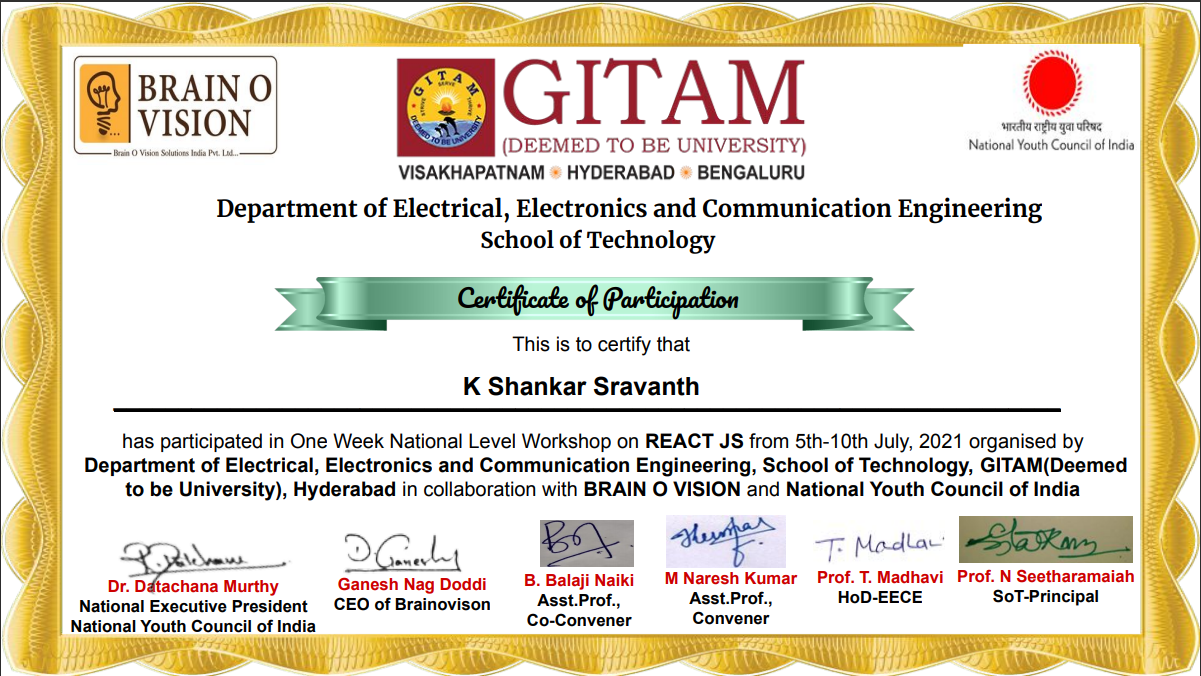 BRAIN O
VISION
Brain O Vision Solutions India Pvt. Ltd...
GITAM
SERVE
STRIVE
THRIVE
DEEMED TO BE UNIVERSITY
GITAM
(DEEMED TO BE UNIVERSITY)
VISAKHAPATNAM HYDERABAD BENGALURU
भारतीय राष्ट्रीय युवा परिषद
National Youth Council of India
Department of Electrical, Electronics and Communication Engineering
School of Technology
Certificate of Participation
This is to certify that
K Shankar Sravanth
has participated in One Week National Level Workshop on REACT JS from 5th-10th July, 2021 organised by
Department of Electrical, Electronics and Communication Engineering, School of Technology, GITAM(Deemed
to be University), Hyderabad in collaboration with BRAIN O VISION and National Youth Council of India
T. Madhavi
Dr. Datachana Murthy
National Executive President
National Youth Council of India
Ganesh Nag Doddi
CEO of Brainovison
B. Balaji Naiki
Asst.Prof.,
Co-Convener
M Naresh Kumar
Asst.Prof.,
Convener
Prof. T. Madhavi
HoD-EECE
Prof. N Seetharamaiah
SoT-Principal